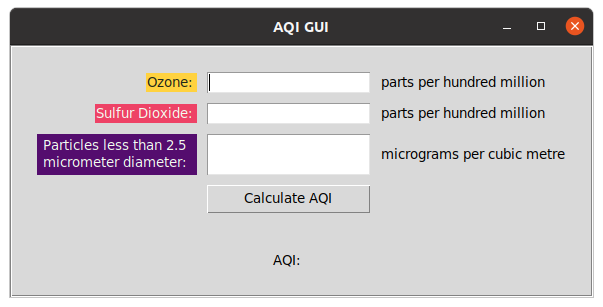 AQI GUI
Ozone: parts per hundred million
Sulfur Dioxide: parts per hundred million
Particles less than 2.5
micrometer diameter: micrograms per cubic metre
Calculate AQI
AQI: